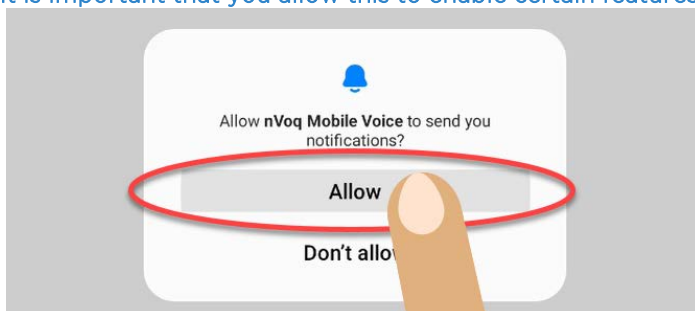 it is important that you allow this to enable certain features
Allow nVoq Mobile Voice to send you
notifications?
Allow
Don't allo